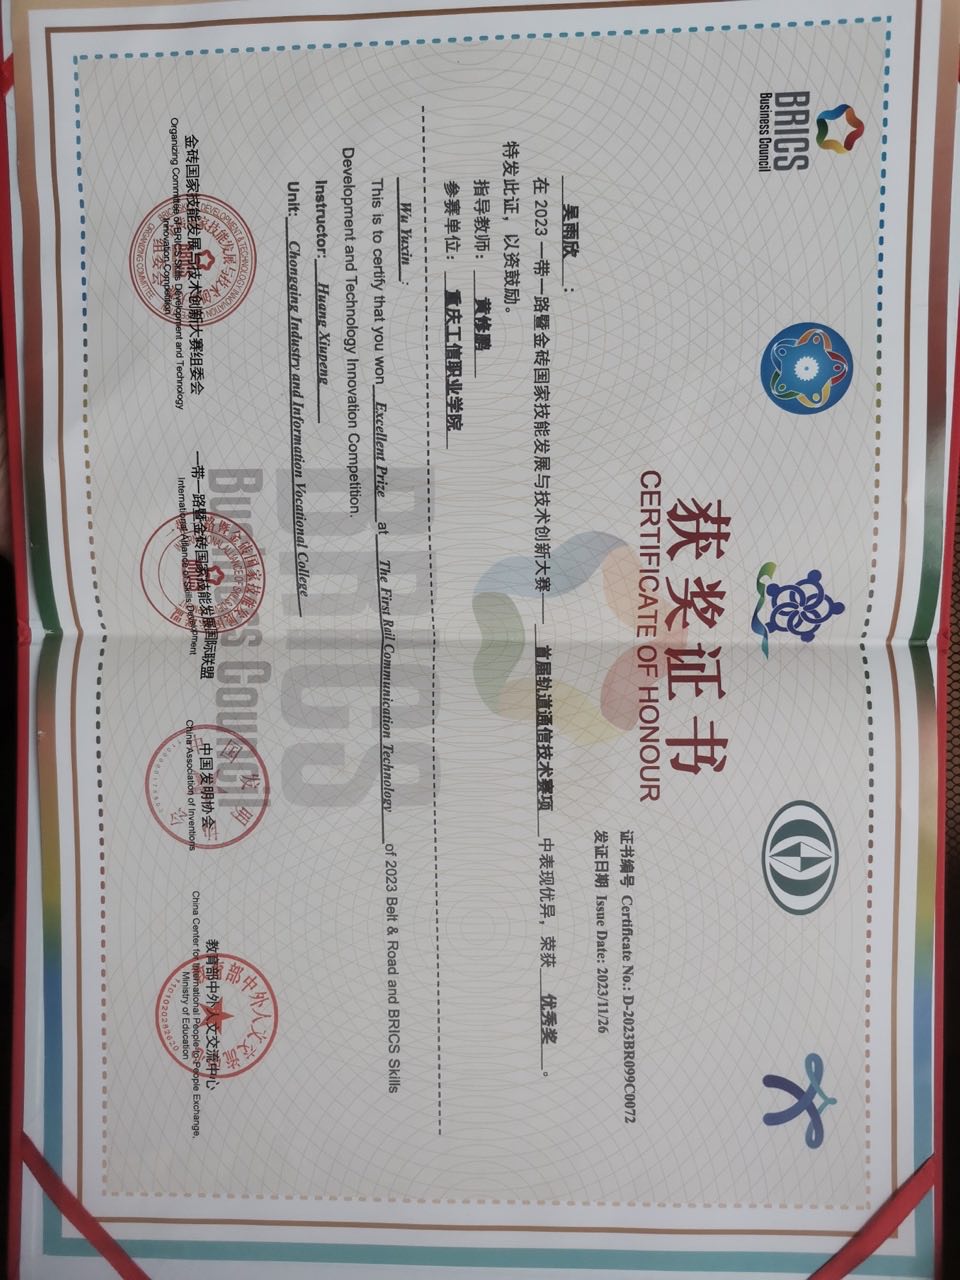 BRICS
Business Council
获奖证书
CERTIFICATE OF HONOUR
证书编号 Certificate No.: D-2023BR099C0072
发证日期 Issue Date: 2023/11/26
吴雨欣：
在 2023 一带一路暨金砖国家技能发展与技术创新大赛——首届轨道通信技术赛项 中表现优异，荣获 优秀奖 。
特发此证，以资鼓励。
指导教师： 黄修鹏
参赛单位： 重庆工信职业学院
Wu Yuxin :
This is to certify that you won Excellent Prize at The First Rail Communication Technology of 2023 Belt & Road and BRICS Skills
Development and Technology Innovation Competition.
Instructor: Huang Xiupeng
Unit: Chongqing Industry and Information Vocational College
BRICS
Business Council
金砖国家技能发展与技术创新大赛组委会
Organizing Committee of BRICS Skills Development and Technology
Innovation Competition
一带一路暨金砖国家技能发展国际联盟
International Alliance of Skills Development
中国发明协会
China Association of Inventions
教育部中外人文交流中心
China Center for International People-to-People Exchange,
Ministry of Education